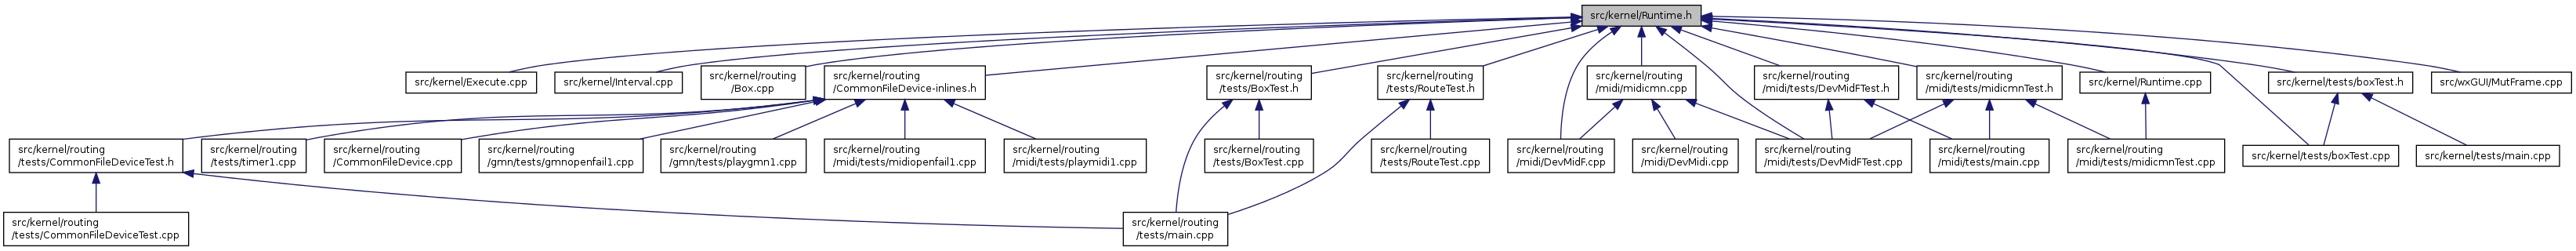 src/kernel/Runtime.h
src/kernel/Execute.cpp
src/kernel/Interval.cpp
src/kernel/routing
/Box.cpp
src/kernel/routing
/CommonFileDevice-inlines.h
src/kernel/routing
/tests/BoxTest.h
src/kernel/routing
/tests/RouteTest.h
src/kernel/routing
/midi/midicmn.cpp
src/kernel/routing
/midi/tests/DevMidFTest.h
src/kernel/routing
/midi/tests/midicmnTest.h
src/kernel/Runtime.cpp
src/kernel/tests/boxTest.h
src/wxGUI/MutFrame.cpp
src/kernel/routing
/tests/CommonFileDeviceTest.h
src/kernel/routing
/tests/timer1.cpp
src/kernel/routing
/CommonFileDevice.cpp
src/kernel/routing
/gmn/tests/gmnopenfail1.cpp
src/kernel/routing
/gmn/tests/playgmn1.cpp
src/kernel/routing
/midi/tests/midiopenfail1.cpp
src/kernel/routing
/midi/tests/playmidi1.cpp
src/kernel/routing
/tests/BoxTest.cpp
src/kernel/routing
/tests/RouteTest.cpp
src/kernel/routing
/midi/DevMidF.cpp
src/kernel/routing
/midi/DevMidi.cpp
src/kernel/routing
/midi/tests/DevMidFTest.cpp
src/kernel/routing
/midi/tests/main.cpp
src/kernel/routing
/midi/tests/midicmnTest.cpp
src/kernel/tests/boxTest.cpp
src/kernel/tests/main.cpp
src/kernel/routing
/tests/CommonFileDeviceTest.cpp
src/kernel/routing
/tests/main.cpp